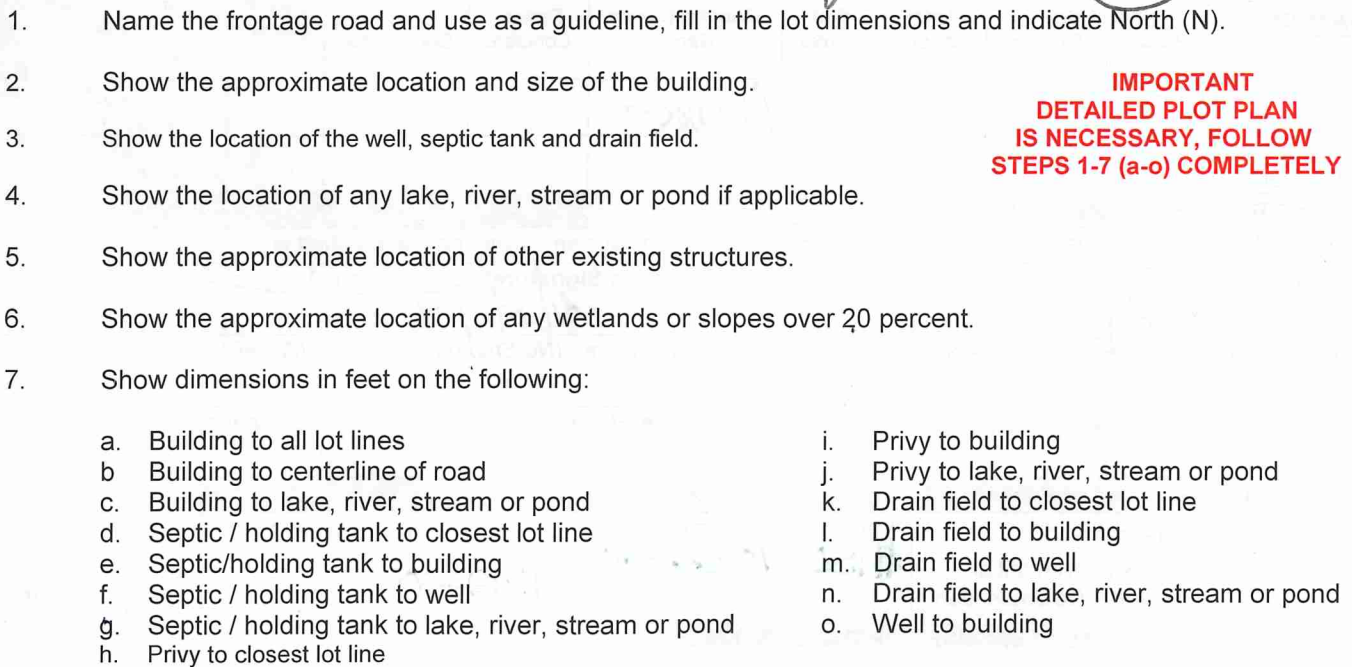 1. Name the frontage road and use as a guideline, fill in the lot dimensions and indicate North (N).
2. Show the approximate location and size of the building.
IMPORTANT
DETAILED PLOT PLAN
IS NECESSARY, FOLLOW
STEPS 1-7 (a-o) COMPLETELY
3. Show the location of the well, septic tank and drain field.
4. Show the location of any lake, river, stream or pond if applicable.
5. Show the approximate location of other existing structures.
6. Show the approximate location of any wetlands or slopes over 20 percent.
7. Show dimensions in feet on the following:
a. Building to all lot lines
b Building to centerline of road
c. Building to lake, river, stream or pond
d. Septic / holding tank to closest lot line
e. Septic/holding tank to building
f. Septic / holding tank to well
g. Septic / holding tank to lake, river, stream or pond
h. Privy to closest lot line
i. Privy to building
j. Privy to lake, river, stream or pond
k. Drain field to closest lot line
l. Drain field to building
m. Drain field to well
n. Drain field to lake, river, stream or pond
o. Well to building